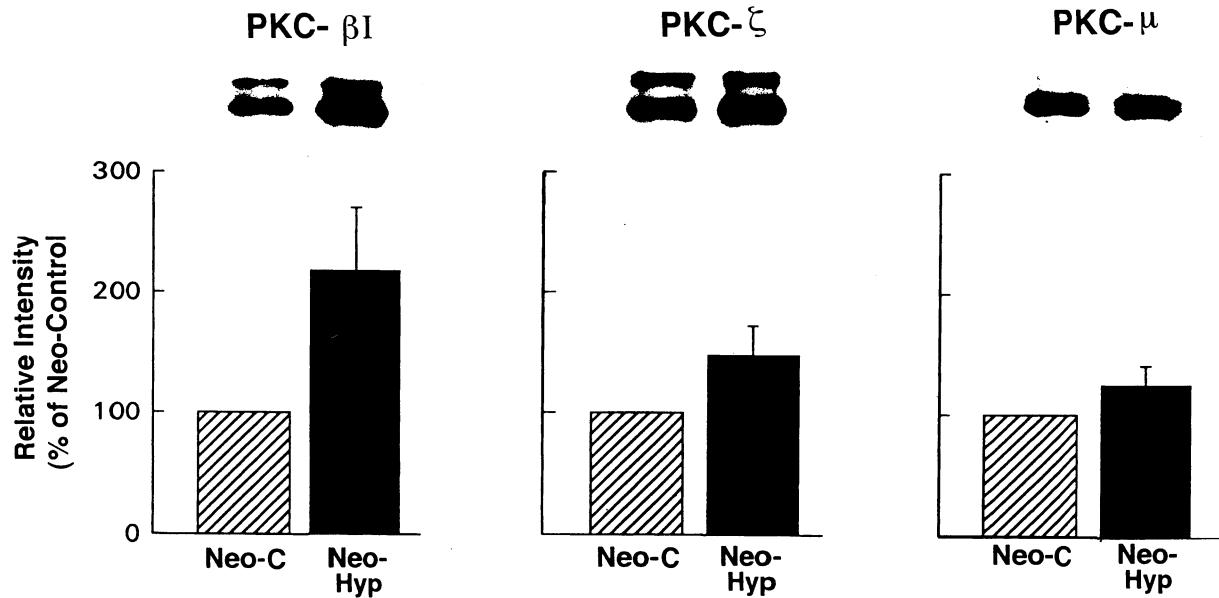 PKC- βI
PKC-ζ
PKC-μ
300
200
100
0
Relative Intensity
(% of Neo-Control
Neo-C
Neo-
Hyp
Neo-C
Neo-
Hyp
Neo-C
Neo-
Hyp